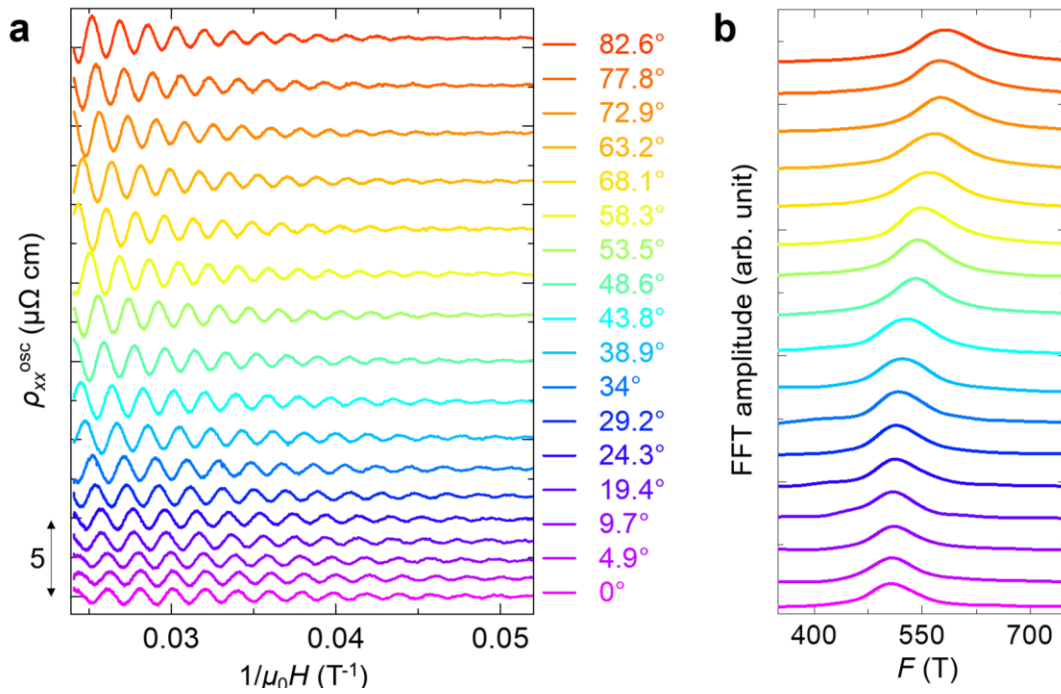 a
ρxx^osc (μΩ cm)
5
0.03 0.04 0.05
1/μ0H (T⁻¹)
82.6°
77.8°
72.9°
63.2°
68.1°
58.3°
53.5°
48.6°
43.8°
38.9°
34°
29.2°
24.3°
19.4°
9.7°
4.9°
0°
b
FFT amplitude (arb. unit)
400 550 700
F (T)